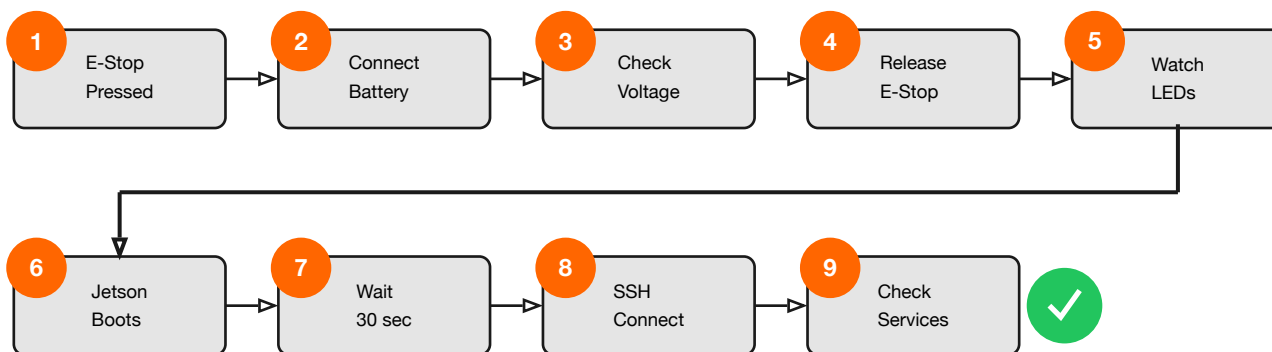 1
E-Stop
Pressed
2
Connect
Battery
3
Check
Voltage
4
Release
E-Stop
5
Watch
LEDs
6
Jetson
Boots
7
Wait
30 sec
8
SSH
Connect
9
Check
Services